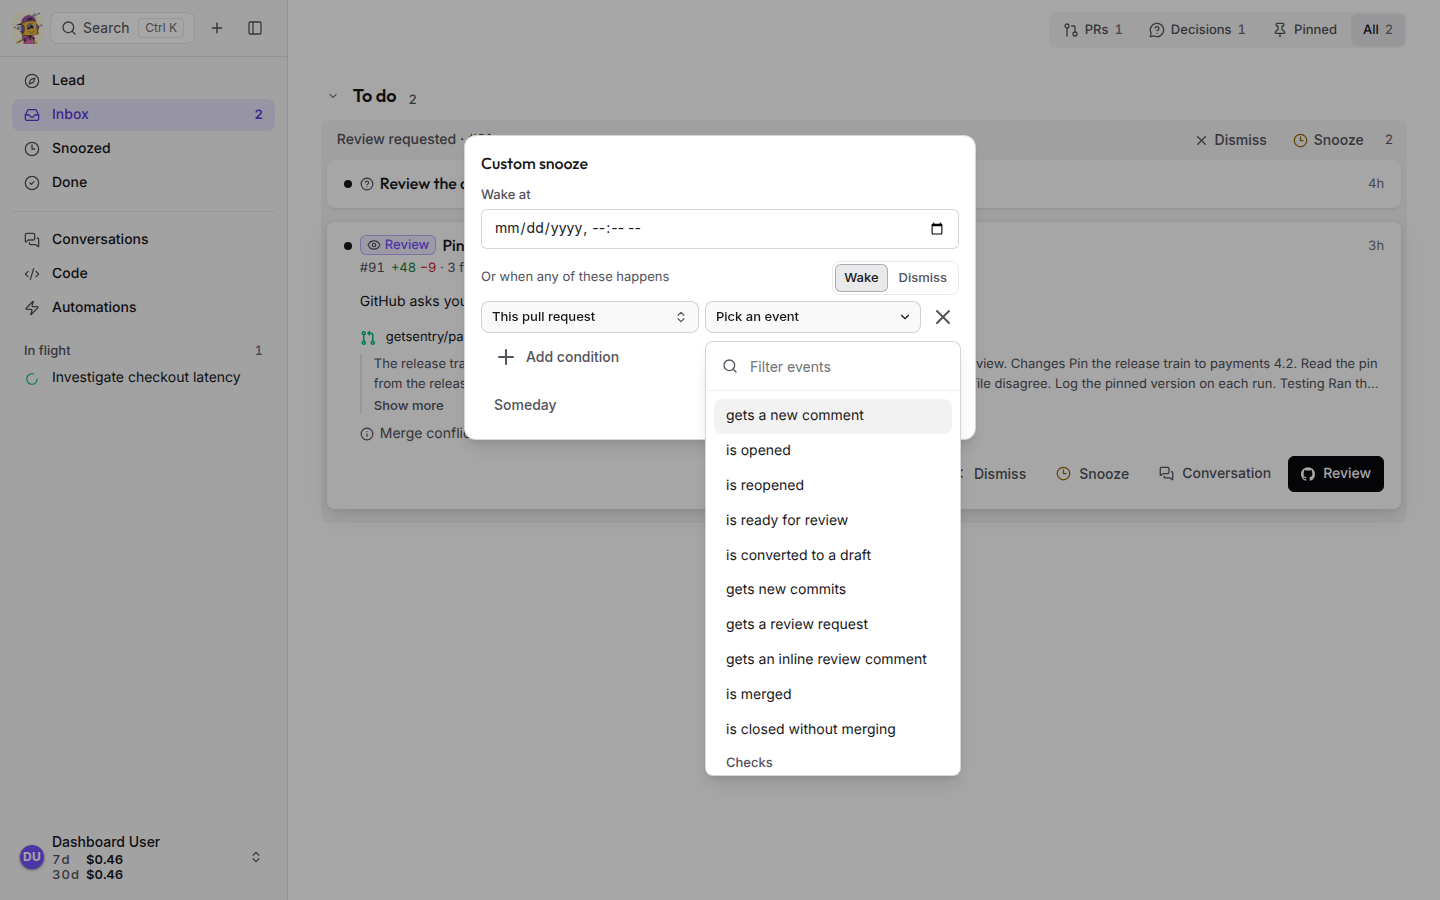 Search Ctrl K
PRs 1
Decisions 1
Pinned
All 2
Lead
Inbox 2
Snoozed
Done
Conversations
Code
Automations
In flight 1
Investigate checkout latency
Dashboard User
DU
7d $0.46
30d $0.46
To do 2
Review requested ·
Dismiss
Snooze
2
Review the
4h
Review Pin
3h
#91 +48 −9 · 3 f
GitHub asks you
getsentry/pa
The release tra
view. Changes Pin the release train to payments 4.2. Read the pin
from the releas
ile disagree. Log the pinned version on each run. Testing Ran th...
Show more
Merge conflic
Dismiss
Snooze
Conversation
Review
Custom snooze
Wake at
mm/dd/yyyy, --:-- --
Or when any of these happens
Wake
Dismiss
This pull request
Pick an event
Add condition
Someday
Filter events
gets a new comment
is opened
is reopened
is ready for review
is converted to a draft
gets new commits
gets a review request
gets an inline review comment
is merged
is closed without merging
Checks